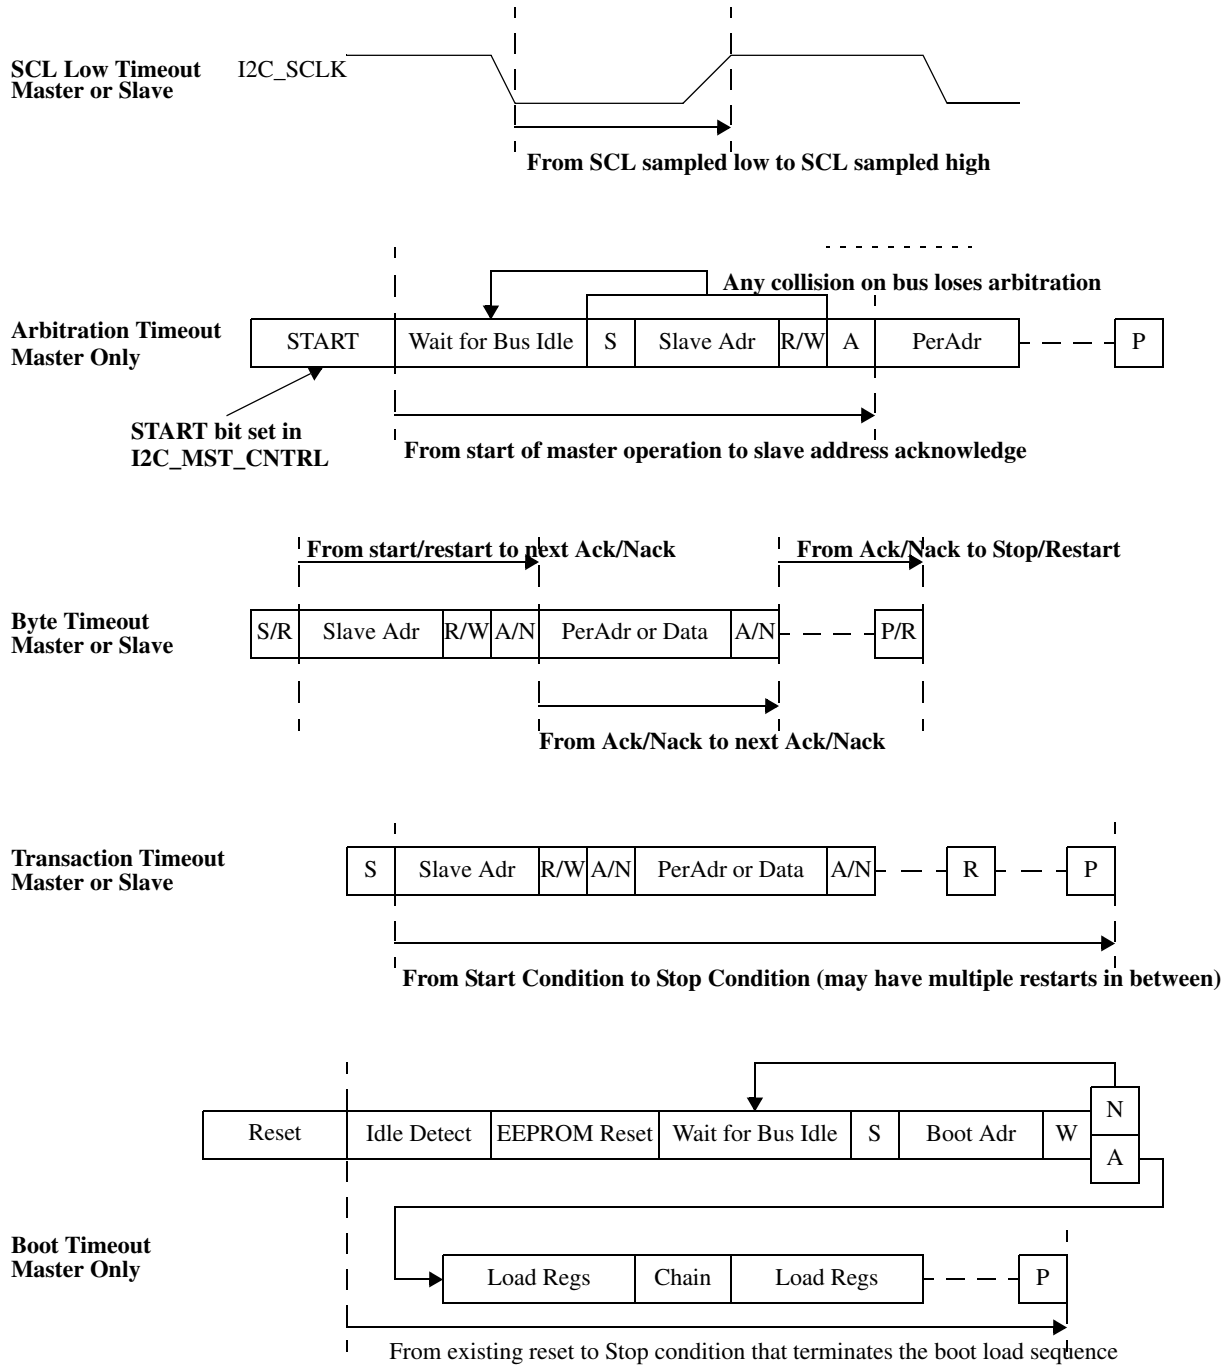 SCL Low Timeout
Master or Slave
I2C_SCLK
From SCL sampled low to SCL sampled high
Any collision on bus loses arbitration
Arbitration Timeout
Master Only
START Wait for Bus Idle S Slave Adr R/W A PerAdr P
START bit set in
I2C_MST_CNTRL
From start of master operation to slave address acknowledge
From start/restart to next Ack/Nack
From Ack/Nack to Stop/Restart
Byte Timeout
Master or Slave
S/R Slave Adr R/W A/N PerAdr or Data A/N P/R
From Ack/Nack to next Ack/Nack
Transaction Timeout
Master or Slave
S Slave Adr R/W A/N PerAdr or Data A/N R P
From Start Condition to Stop Condition (may have multiple restarts in between)
N
Reset Idle Detect EEPROM Reset Wait for Bus Idle S Boot Adr W
A
Boot Timeout
Master Only
Load Regs Chain Load Regs P
From existing reset to Stop condition that terminates the boot load sequence